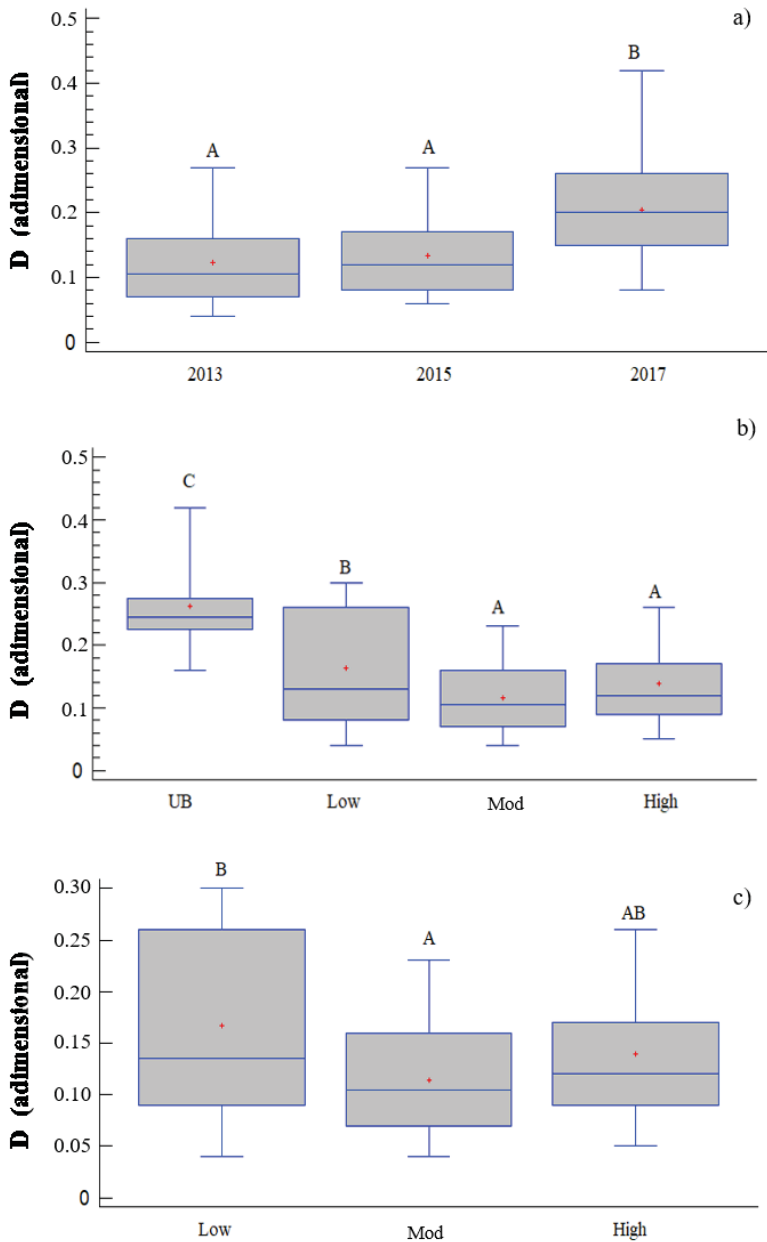 a)
0.5
0.4
0.3
0.2
0.1
0
D (adimensional)
A
A
B
2013 2015 2017
b)
0.5
0.4
0.3
0.2
0.1
0
D (adimensional)
C
B
A
A
UB Low Mod High
c)
0.30
0.25
0.20
0.15
0.10
0.05
0
D (adimensional)
B
A
AB
Low Mod High